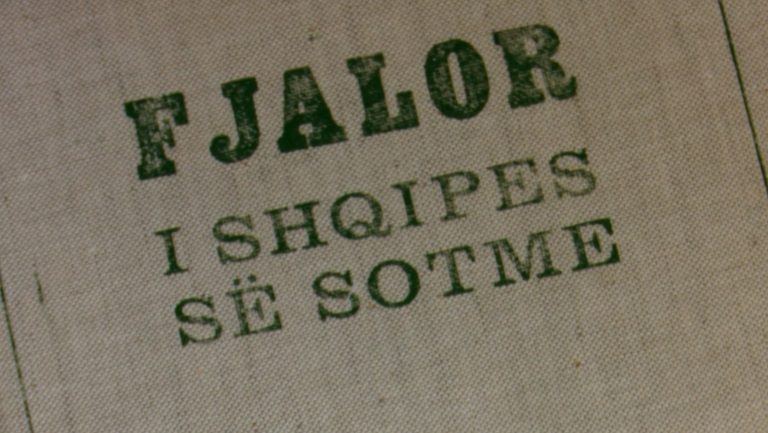 FJALOR
I SHQIPES
SË SOTME